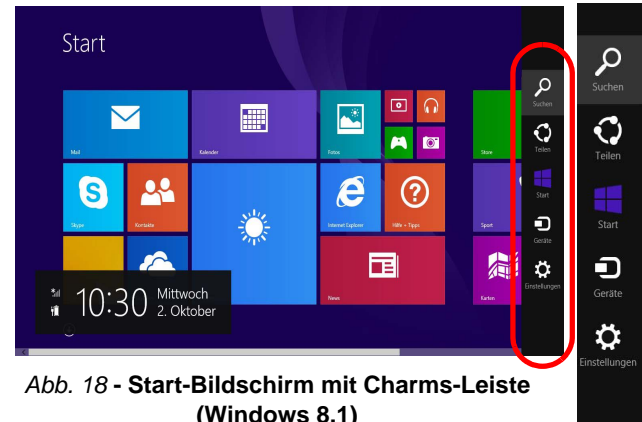 Start
Mail
Kalender
Fotos
Store
Skype
Kontakte
Internet Explorer
Hilfe + Tipps
Sport
News
Karten
10:30 Mittwoch
2. Oktober
Suchen
Teilen
Start
Geräte
Einstellungen
Suchen
Teilen
Start
Geräte
Einstellungen
Abb. 18 - Start-Bildschirm mit Charms-Leiste
(Windows 8.1)